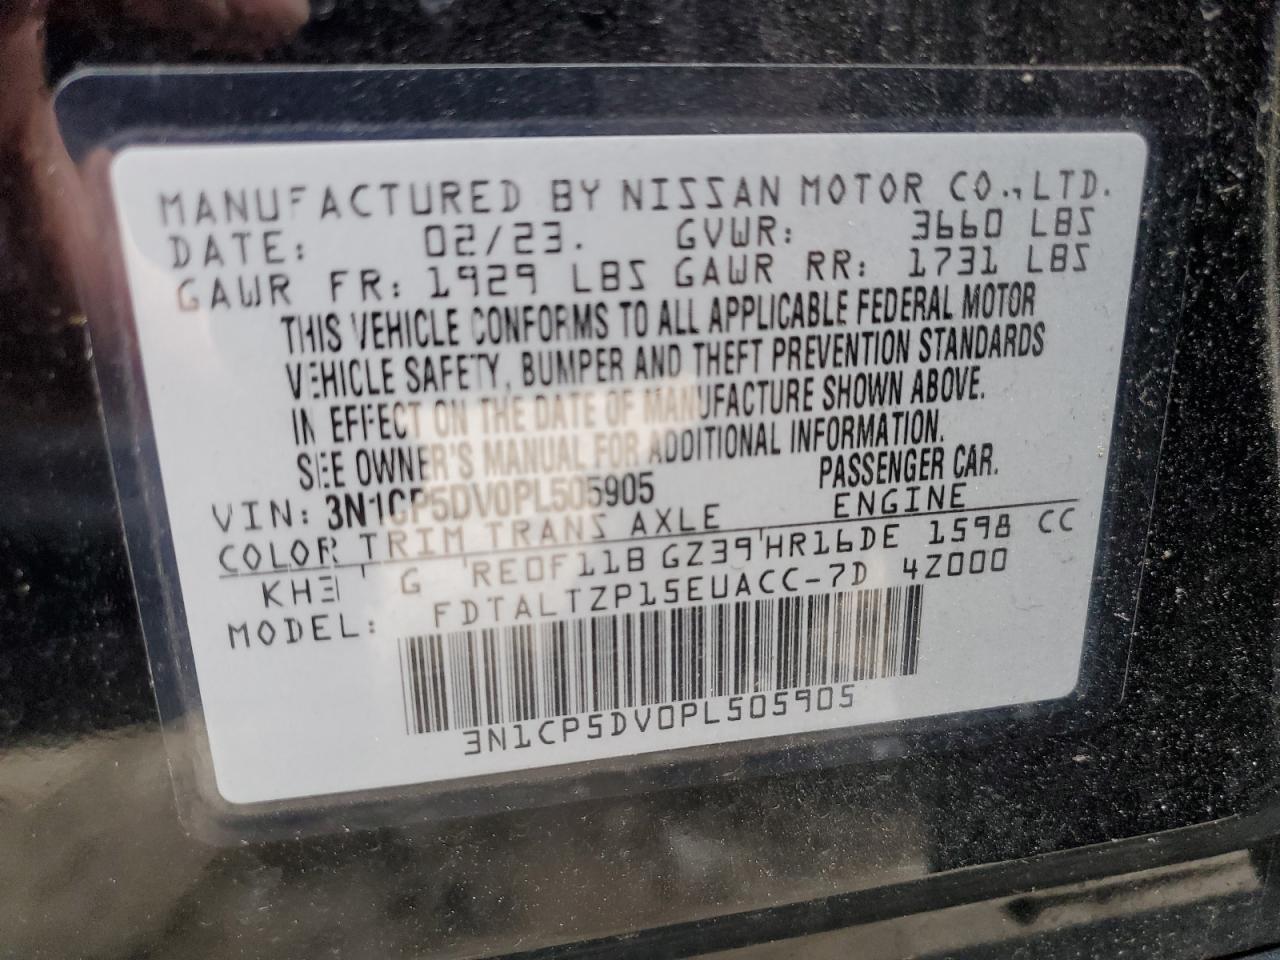 MANUFACTURED BY NISSAN MOTOR CO., LTD.
DATE: 02/23. GVWR: 3660 LBS
GAWR FR: 1929 LBS GAWR RR: 1731 LBS
THIS VEHICLE CONFORMS TO ALL APPLICABLE FEDERAL MOTOR
VEHICLE SAFETY, BUMPER AND THEFT PREVENTION STANDARDS
IN EFFECT ON THE DATE OF MANUFACTURE SHOWN ABOVE.
SEE OWNER'S MANUAL FOR ADDITIONAL INFORMATION.
VIN: 3N1CP5DV0PL505905 PASSENGER CAR.
COLOR TRIM TRANS AXLE ENGINE
KH3 G RE0F11B GZ39 HR16DE 1598 CC
MODEL: FDTALTZP15EUACC-7D 4Z000
3N1CP5DV0PL505905